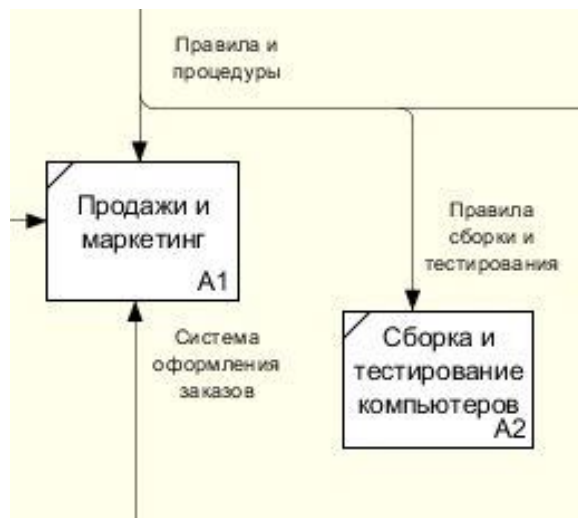 Правила и
процедуры
Продажи и
маркетинг
A1
Правила
сборки и
тестирования
Система
оформления
заказов
Сборка и
тестирование
компьютеров
A2